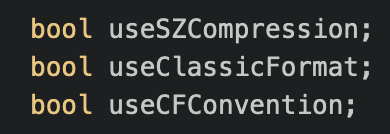 bool useSZCompression;
bool useClassicFormat;
bool useCFConvention;